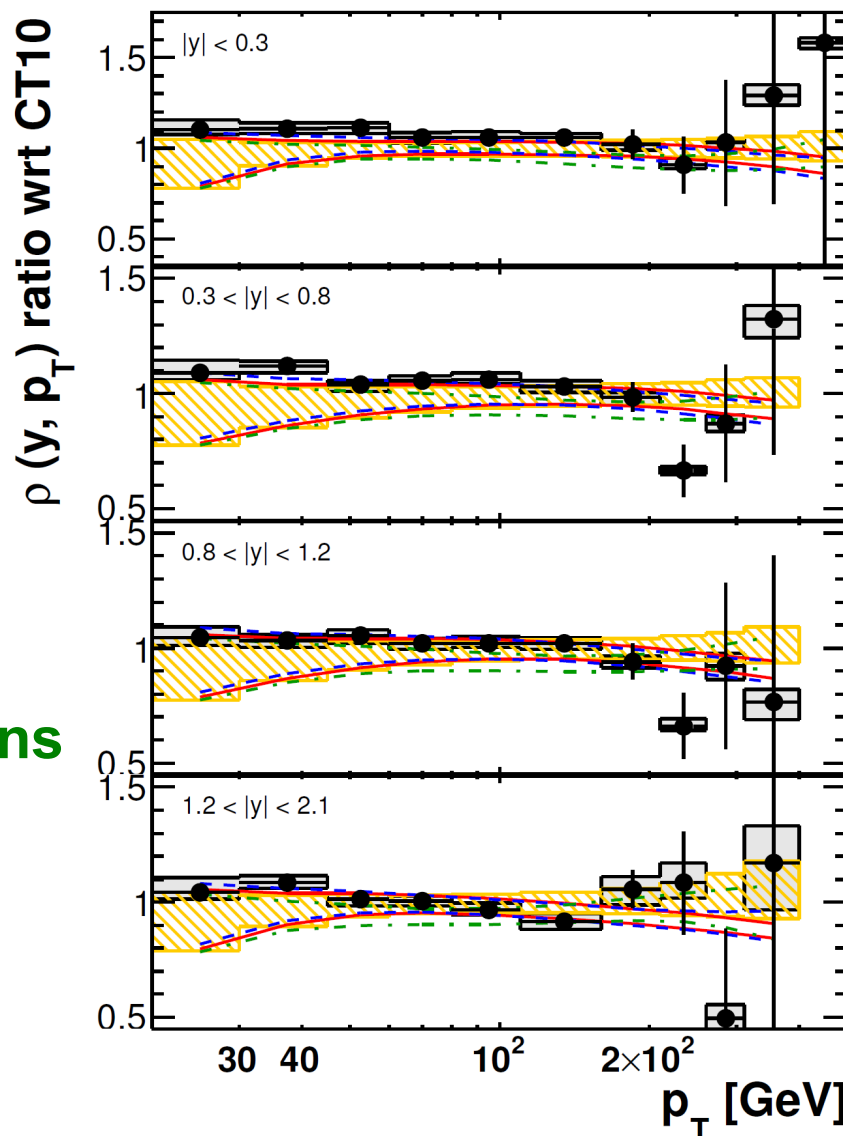 ρ (y, p_T) ratio wrt CT10
|y| < 0.3
1.5
1
0.5
0.3 < |y| < 0.8
1.5
1
0.5
0.8 < |y| < 1.2
1.5
1
0.5
ns
1.2 < |y| < 2.1
1.5
1
0.5
30 40 10² 2×10²
p_T [GeV]